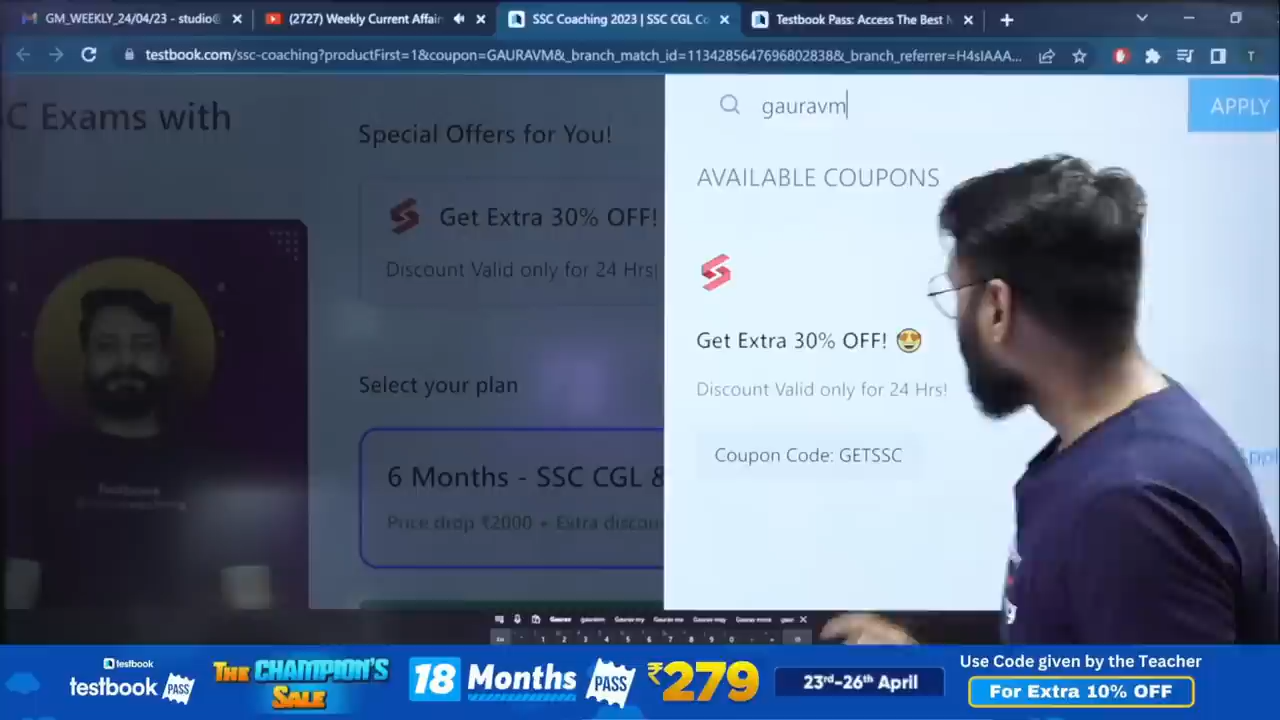 GM_WEEKLY_24/04/23 - studio@
(2727) Weekly Current Affair
SSC Coaching 2023 | SSC CGL Co
Testbook Pass: Access The Best
testbook.com/ssc-coaching?productFirst=1&coupon=GAURAVM&_branch_match_id=1134285647696802838&_branch_referrer=H4sIAAA...
T
C Exams with
Special Offers for You!
Get Extra 30% OFF!
Discount Valid only for 24 Hrs!
Select your plan
6 Months - SSC CGL &
Price drop ₹2000 • Extra discou
gauravm
APPLY
AVAILABLE COUPONS
Get Extra 30% OFF! 😍
Discount Valid only for 24 Hrs!
Coupon Code: GETSSC
testbook
testbook PASS
THE CHAMPION'S SALE
18 Months PASS ₹279
23rd-26th April
Use Code given by the Teacher
For Extra 10% OFF